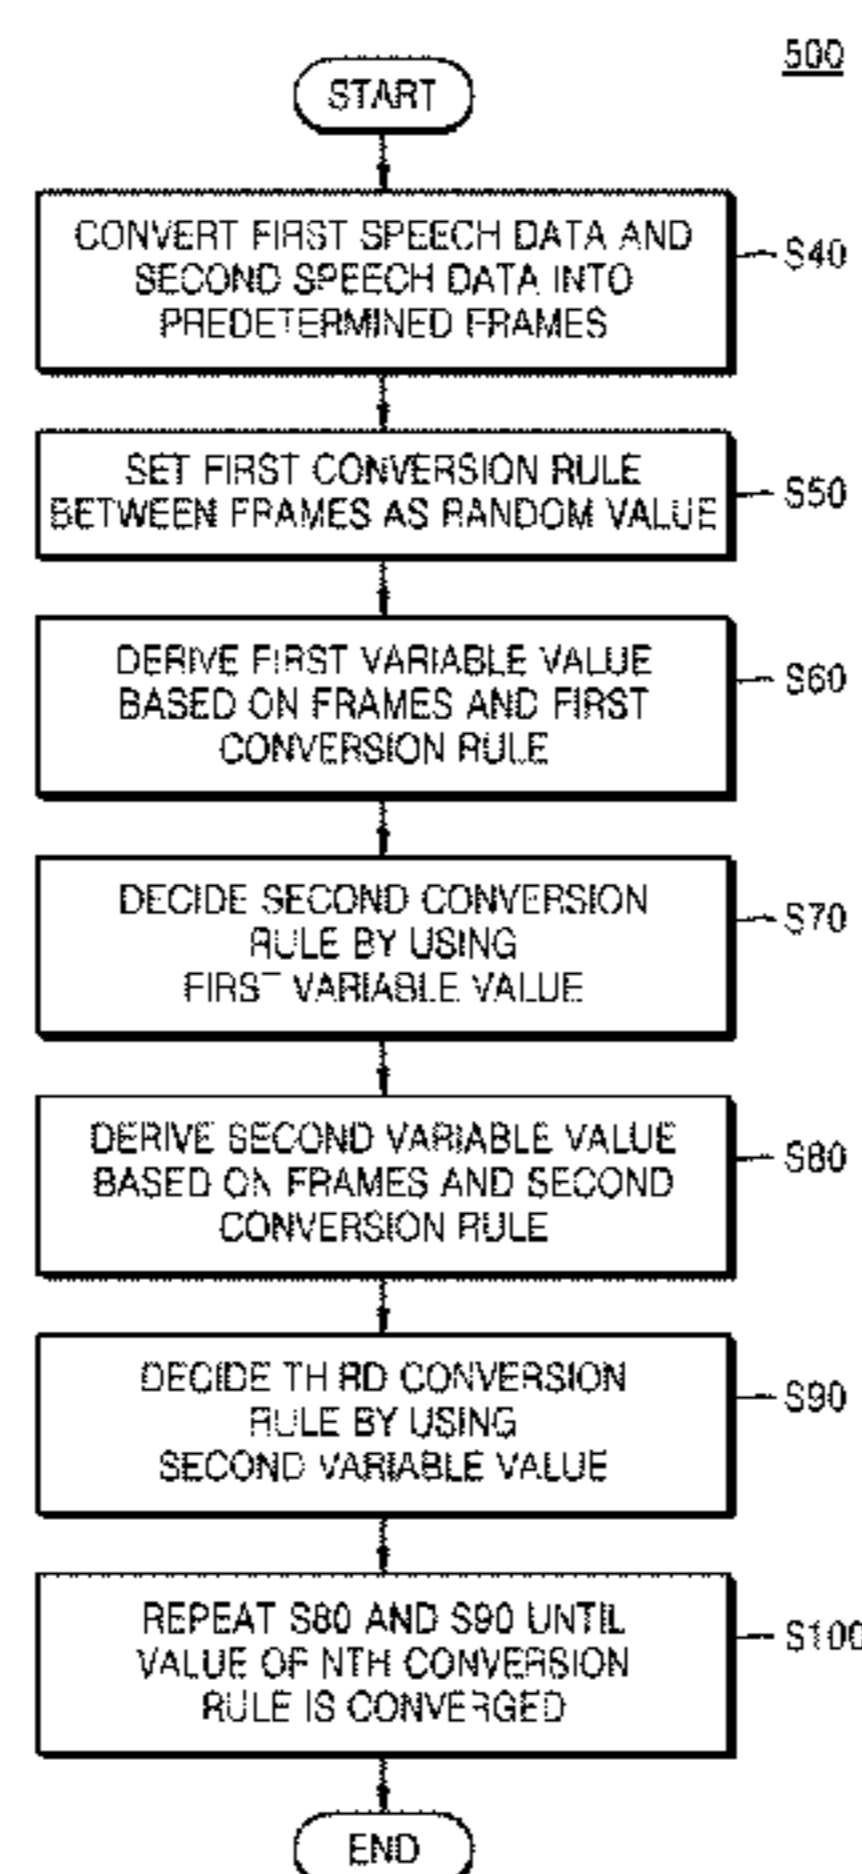 500
START
CONVERT FIRST SPEECH DATA AND
SECOND SPEECH DATA INTO
PREDETERMINED FRAMES
S40
SET FIRST CONVERSION RULE
BETWEEN FRAMES AS RANDOM VALUE
S50
DERIVE FIRST VARIABLE VALUE
BASED ON FRAMES AND FIRST
CONVERSION RULE
S60
DECIDE SECOND CONVERSION
RULE BY USING
FIRST VARIABLE VALUE
S70
DERIVE SECOND VARIABLE VALUE
BASED ON FRAMES AND SECOND
CONVERSION RULE
S80
DECIDE THIRD CONVERSION
RULE BY USING
SECOND VARIABLE VALUE
S90
REPEAT S80 AND S90 UNTIL
VALUE OF NTH CONVERSION
RULE IS CONVERGED
S100
END